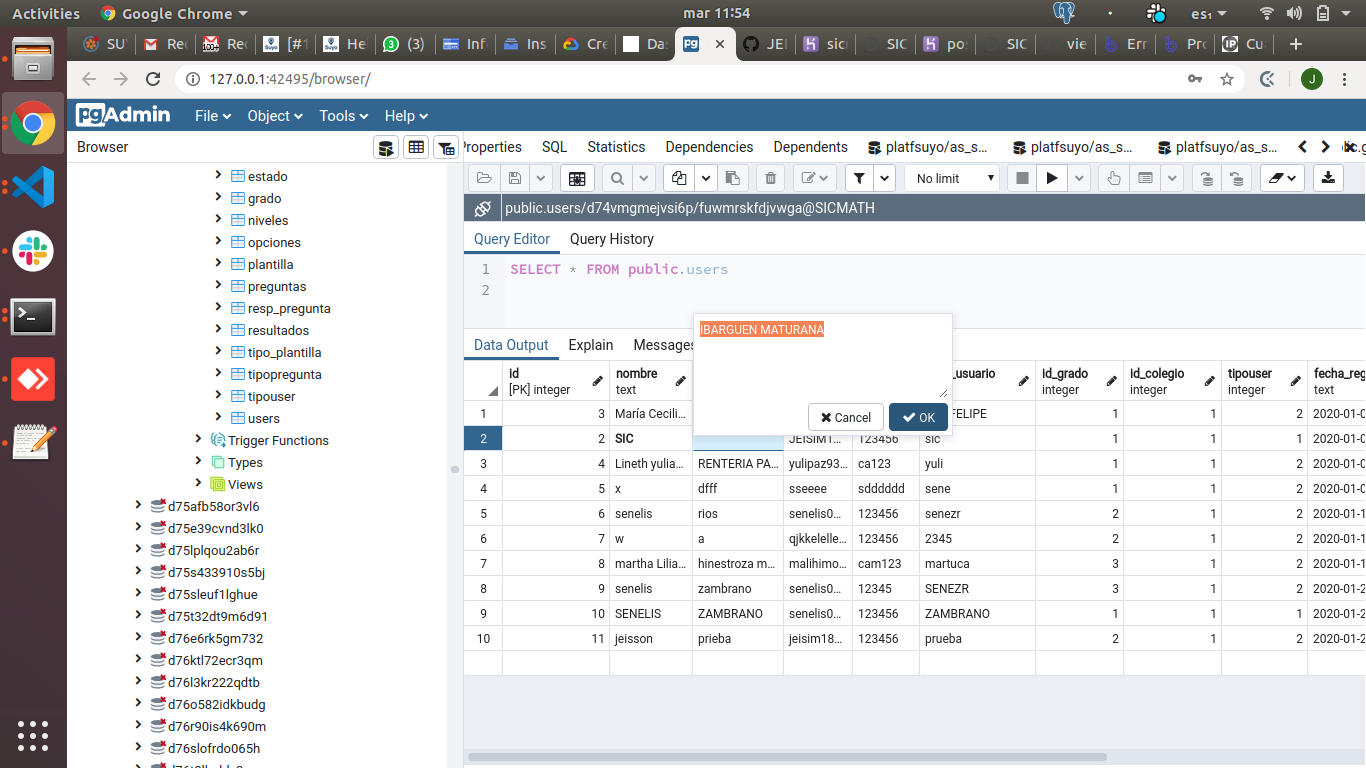 Activities Google Chrome mar 11:54 es₁
SU Rec Rec [#1 He (3) Inf Ins Cre Da × JEI sic SIC po SIC vie Err Pro Cu
127.0.0.1:42495/browser/ J
pgAdmin File Object Tools Help
Browser Properties SQL Statistics Dependencies Dependents platfsuyo/as_s... platfsuyo/as_s... platfsuyo/as_s...
No limit
public.users/d74vmgmejvsi6p/fuwmrskfdjvwga@SICMATH
Query Editor Query History
1 SELECT * FROM public.users
2
IBARGUEN MATURANA
Cancel OK
Data Output Explain Messages
id nombre _usuario id_grado id_colegio tipouser fecha_reg
[PK] integer text integer integer integer text
1 3 María Cecili... FELIPE 1 1 2 2020-01-0
2 2 SIC JEISIM1... 123456 sic 1 1 1 2020-01-0
3 4 Lineth yulia... RENTERIA PA... yulipaz93... ca123 yuli 1 1 2 2020-01-0
4 5 x dfff sseeee sdddddd sene 1 1 2 2020-01-0
5 6 senelis rios senelis0... 123456 senezr 2 1 2 2020-01-0
6 7 w a qjkkelelle... 123456 2345 2 1 2 2020-01-1
7 8 martha Lilia... hinestroza m... malihimo... cam123 martuca 3 1 2 2020-01-1
8 9 senelis zambrano senelis0... 12345 SENEZR 3 1 2 2020-01-2
9 10 SENELIS ZAMBRANO senelis0... 123456 ZAMBRANO 1 1 1 2020-01-2
10 11 jeisson prieba jeisim18... 123456 prueba 2 1 2 2020-01-2
estado
grado
niveles
opciones
plantilla
preguntas
resp_pregunta
resultados
tipo_plantilla
tipopregunta
tipouser
users
Trigger Functions
Types
Views
d75afb58or3vl6
d75e39cvnd3lk0
d75lplqou2ab6r
d75s433910s5bj
d75sleuf1lghue
d75t32dt9m6d91
d76e6rk5gm732
d76ktl72ecr3qm
d76l3kr222qdtb
d76o582idkbudg
d76r90is4k690m
d76slofrdo065h